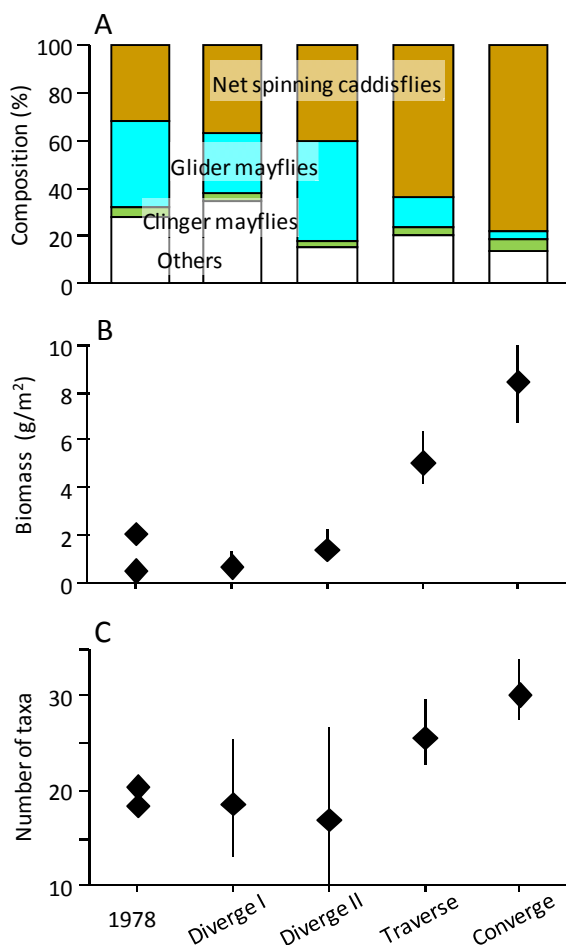 A
100
80
60
40
20
0
Composition (%)
Net spinning caddisflies
Glider mayflies
Clinger mayflies
Others
B
10
8
6
4
2
0
Biomass (g/m²)
C
30
20
10
Number of taxa
1978
Diverge I
Diverge II
Traverse
Converge